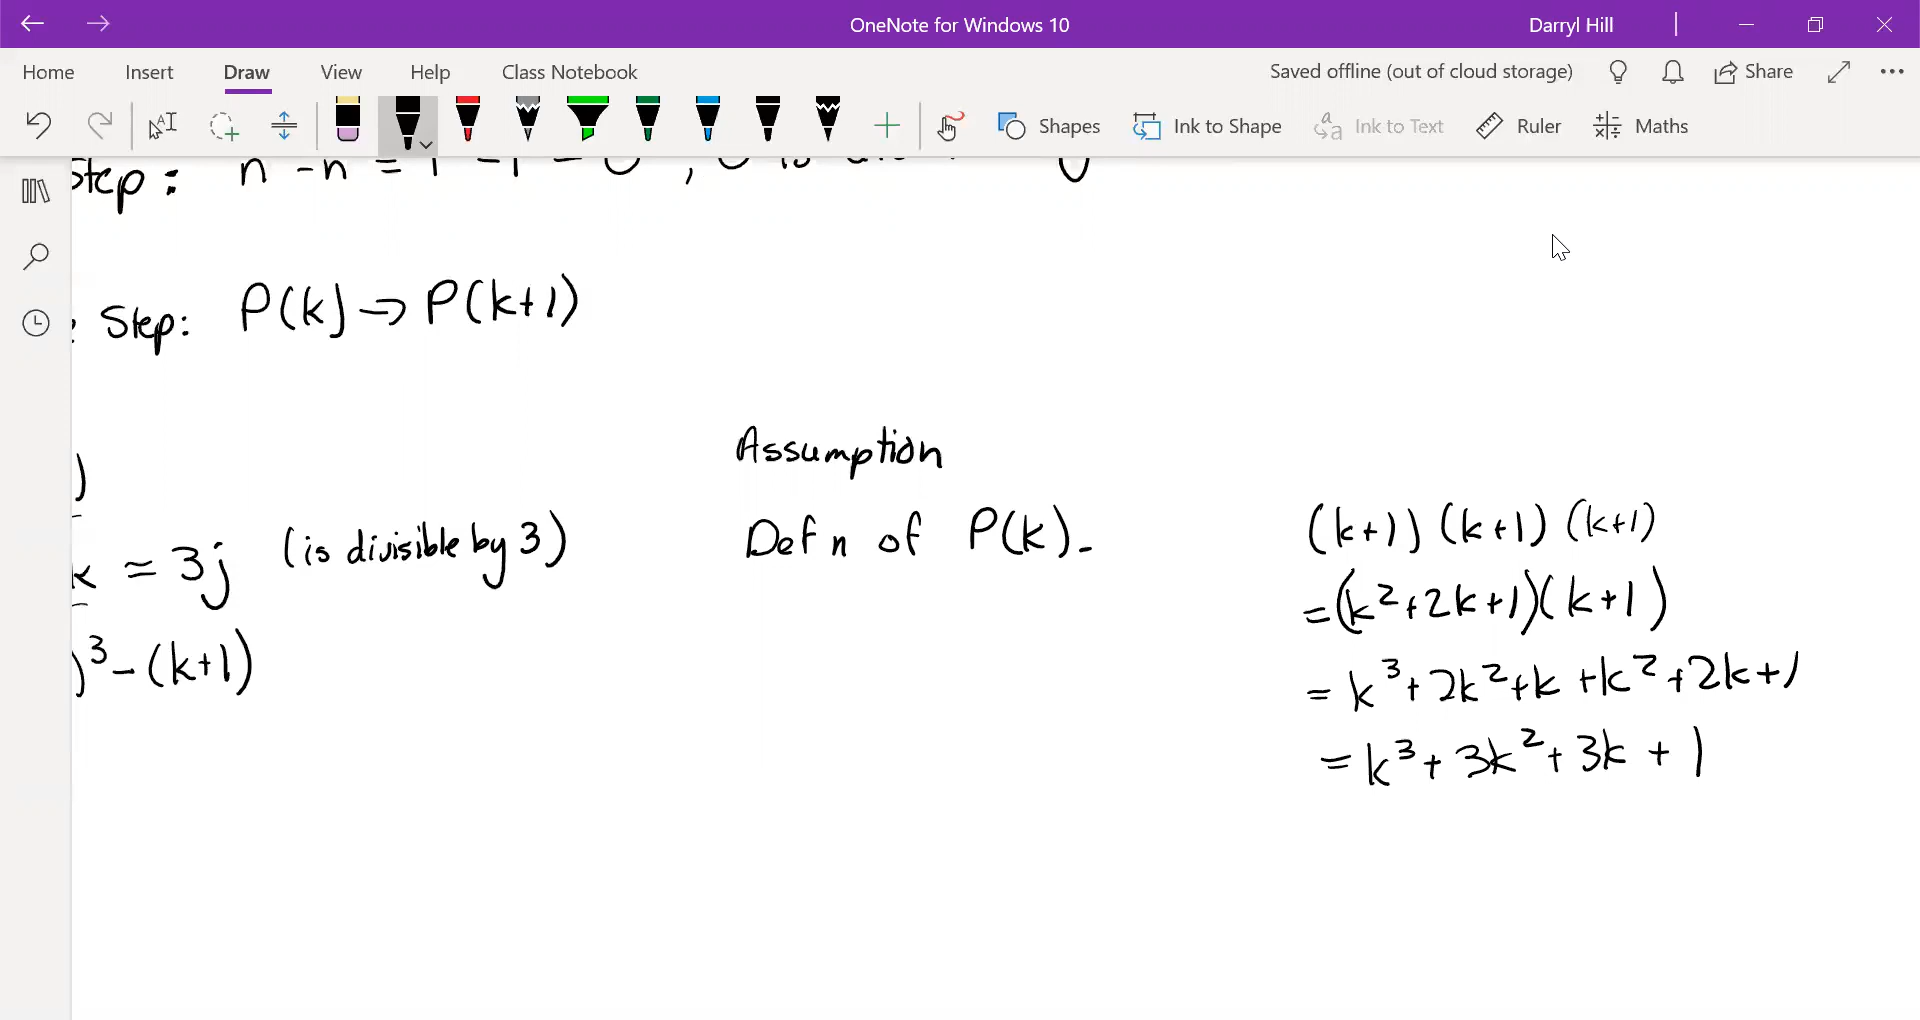 OneNote for Windows 10
Darryl Hill
Home Insert Draw View Help Class Notebook
Saved offline (out of cloud storage) Share
Shapes Ink to Shape Ink to Text Ruler Maths
Step:
Step: P(k) → P(k+1)
Assumption
)
= 3j (is divisible by 3)
Defn of P(k).
)³ - (k+1)
(k+1)(k+1)(k+1)
= (k²+2k+1)(k+1)
= k³+2k²+k+k²+2k+1
= k³+3k²+3k+1